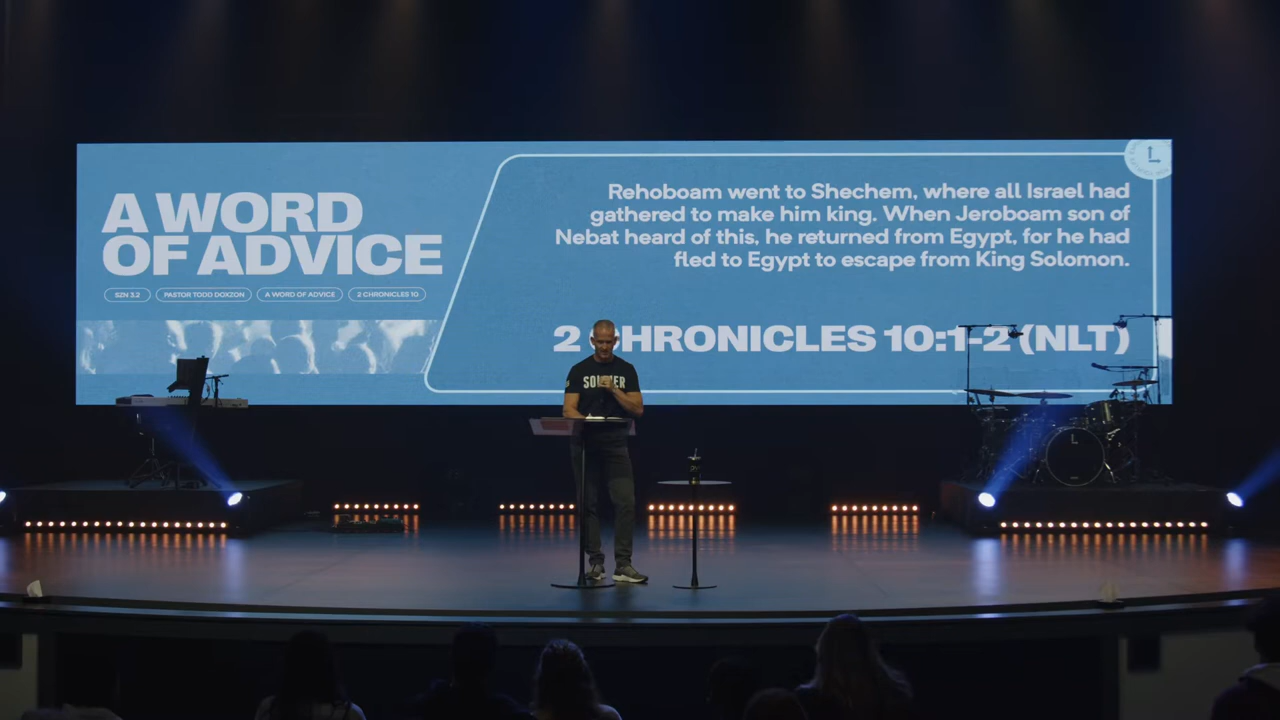 A WORD
OF ADVICE
SZN 3.2
PASTOR TODD DOXZON
A WORD OF ADVICE
2 CHRONICLES 10
Rehoboam went to Shechem, where all Israel had
gathered to make him king. When Jeroboam son of
Nebat heard of this, he returned from Egypt, for he had
fled to Egypt to escape from King Solomon.
2 CHRONICLES 10:1-2 (NLT)
L
L